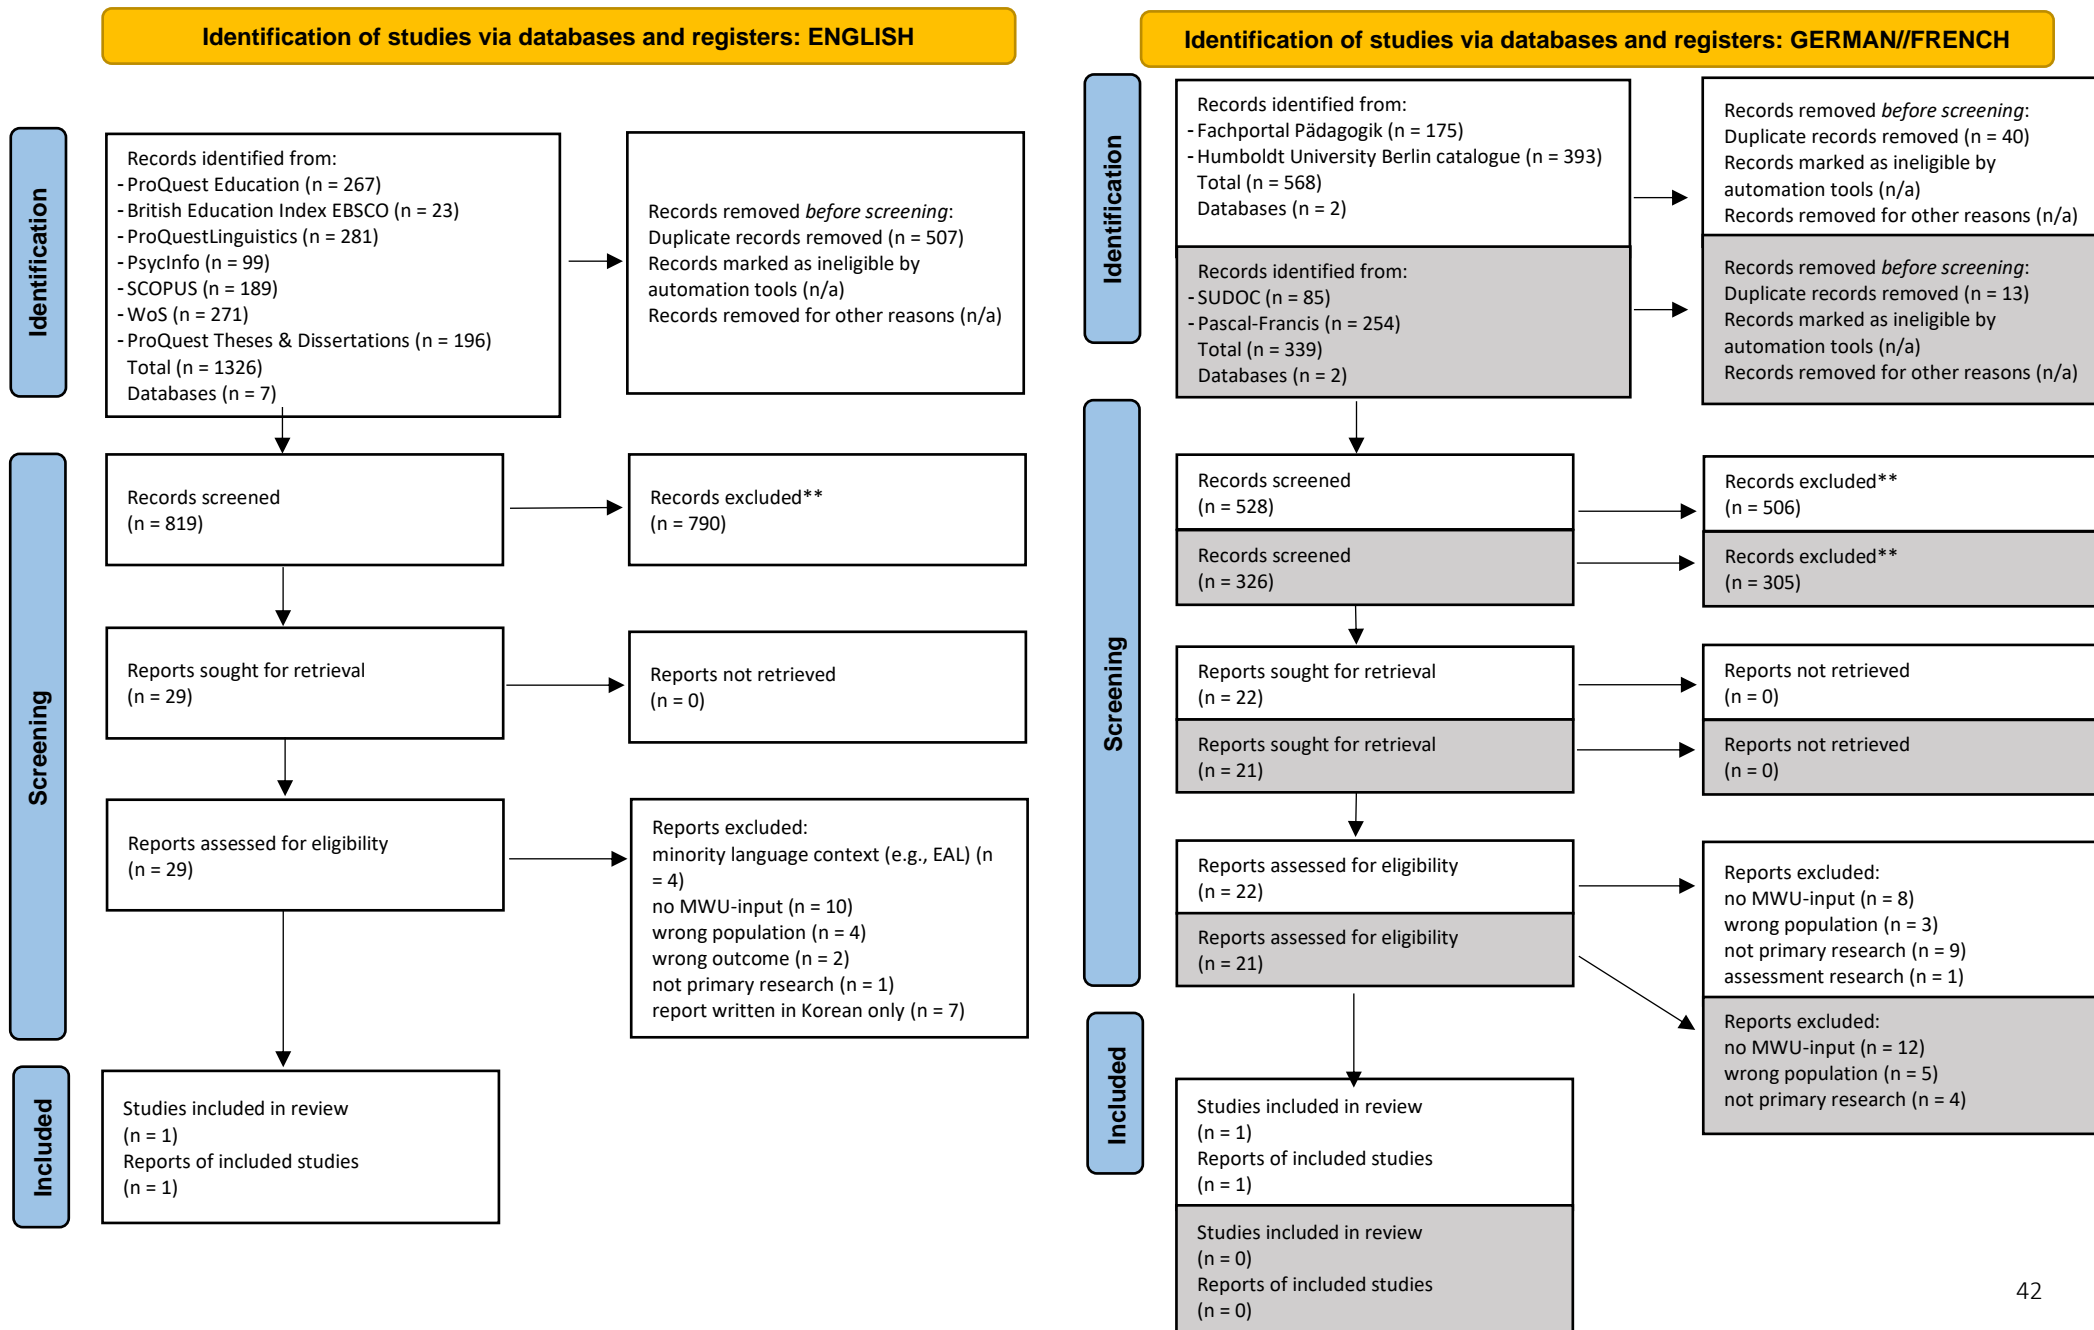 Identification of studies via databases and registers: ENGLISH
Identification
Records identified from:
- ProQuest Education (n = 267)
- British Education Index EBSCO (n = 23)
- ProQuestLinguistics (n = 281)
- PsycInfo (n = 99)
- SCOPUS (n = 189)
- WoS (n = 271)
- ProQuest Theses & Dissertations (n = 196)
Total (n = 1326)
Databases (n = 7)
Records removed before screening:
Duplicate records removed (n = 507)
Records marked as ineligible by
automation tools (n/a)
Records removed for other reasons (n/a)
Screening
Records screened
(n = 819)
Records excluded**
(n = 790)
Reports sought for retrieval
(n = 29)
Reports not retrieved
(n = 0)
Reports assessed for eligibility
(n = 29)
Reports excluded:
minority language context (e.g., EAL) (n
= 4)
no MWU-input (n = 10)
wrong population (n = 4)
wrong outcome (n = 2)
not primary research (n = 1)
report written in Korean only (n = 7)
Included
Studies included in review
(n = 1)
Reports of included studies
(n = 1)
Identification of studies via databases and registers: GERMAN//FRENCH
Identification
Records identified from:
- Fachportal Pädagogik (n = 175)
- Humboldt University Berlin catalogue (n = 393)
Total (n = 568)
Databases (n = 2)
Records removed before screening:
Duplicate records removed (n = 40)
Records marked as ineligible by
automation tools (n/a)
Records removed for other reasons (n/a)
Records identified from:
- SUDOC (n = 85)
- Pascal-Francis (n = 254)
Total (n = 339)
Databases (n = 2)
Records removed before screening:
Duplicate records removed (n = 13)
Records marked as ineligible by
automation tools (n/a)
Records removed for other reasons (n/a)
Screening
Records screened
(n = 528)
Records excluded**
(n = 506)
Records screened
(n = 326)
Records excluded**
(n = 305)
Reports sought for retrieval
(n = 22)
Reports not retrieved
(n = 0)
Reports sought for retrieval
(n = 21)
Reports not retrieved
(n = 0)
Reports assessed for eligibility
(n = 22)
Reports excluded:
no MWU-input (n = 8)
wrong population (n = 3)
not primary research (n = 9)
assessment research (n = 1)
Reports assessed for eligibility
(n = 21)
Reports excluded:
no MWU-input (n = 12)
wrong population (n = 5)
not primary research (n = 4)
Included
Studies included in review
(n = 1)
Reports of included studies
(n = 1)
Studies included in review
(n = 0)
Reports of included studies
(n = 0)
42